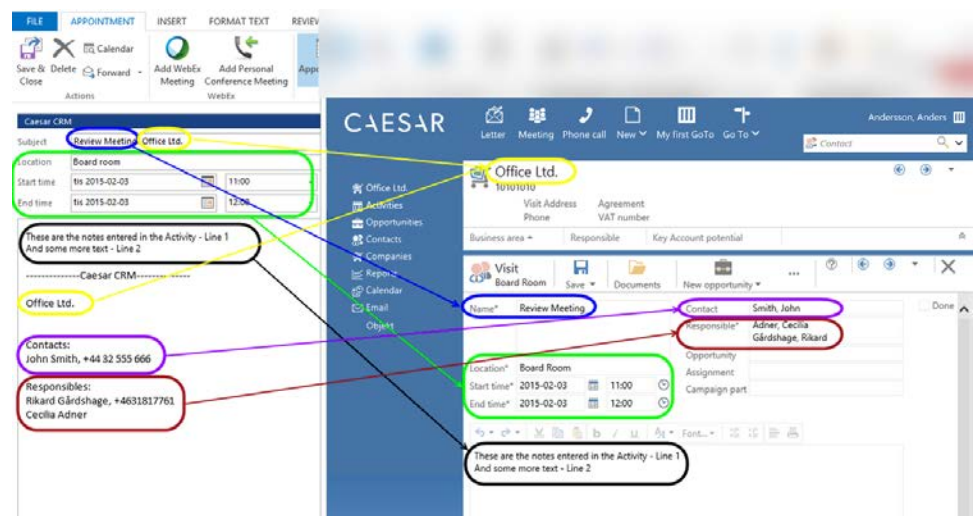 FILE APPOINTMENT INSERT FORMAT TEXT REVIEW
Save & Close
Delete
Calendar
Forward
Actions
Add WebEx Meeting
Add Personal Conference Meeting
WebEx
Caesar CRM
Subject Review Meeting Office Ltd.
Location Board room
Start time tis 2015-02-03 11:00
End time tis 2015-02-03 12:00
These are the notes entered in the Activity - Line 1
And some more text - Line 2
--------------Caesar CRM--------------
Office Ltd.
Contacts:
John Smith, +44 32 555 666
Responsibles:
Rikard Gårdshage, +4631817761
Cecilia Adner
CAESAR
Letter Meeting Phone call New My first GoTo Go To
Andersson, Anders
Contact
Office Ltd.
Activities
Opportunities
Contacts
Companies
Reports
Calendar
Email
Objekt
Office Ltd.
10101010
Visit Address Agreement
Phone VAT number
Business area Responsible Key Account potential
Visit
Board Room
Save
Documents
New opportunity
...
Name* Review Meeting
Contact Smith, John
Done
Responsible* Adner, Cecilia
Gårdshage, Rikard
Opportunity
Assignment
Campaign part
Location* Board Room
Start time* 2015-02-03 11:00
End time* 2015-02-03 12:00
b / u Font...
These are the notes entered in the Activity - Line 1
And some more text - Line 2